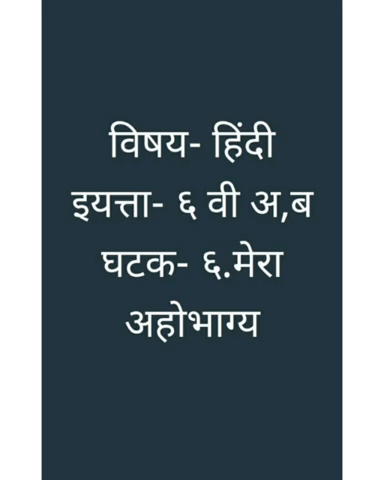 विषय- हिंदी
इयत्ता- ६ वी अ,ब
घटक- ६.मेरा
अहोभाग्य